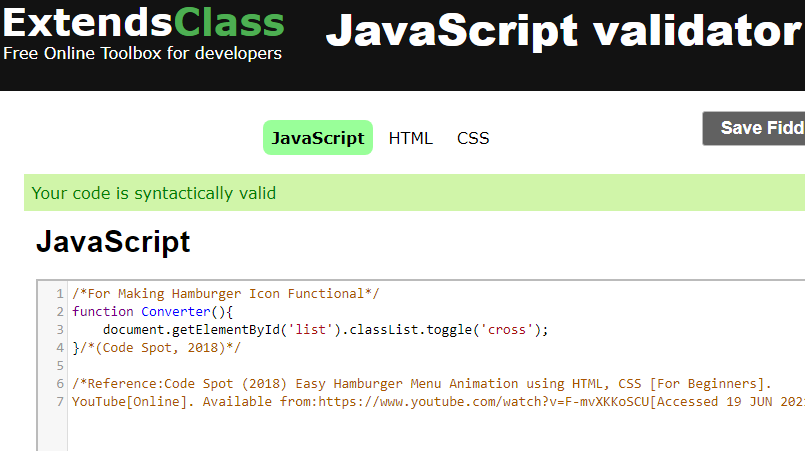 ExtendsClass
Free Online Toolbox for developers
JavaScript validator
JavaScript HTML CSS
Save Fidd
Your code is syntactically valid
JavaScript
1 /*For Making Hamburger Icon Functional*/
2 function Converter(){
3 document.getElementById('list').classList.toggle('cross');
4 }/*(Code Spot, 2018)*/
5
6 /*Reference:Code Spot (2018) Easy Hamburger Menu Animation using HTML, CSS [For Beginners].
7 YouTube[Online]. Available from:https://www.youtube.com/watch?v=F-mvXKKoSCU[Accessed 19 JUN 202